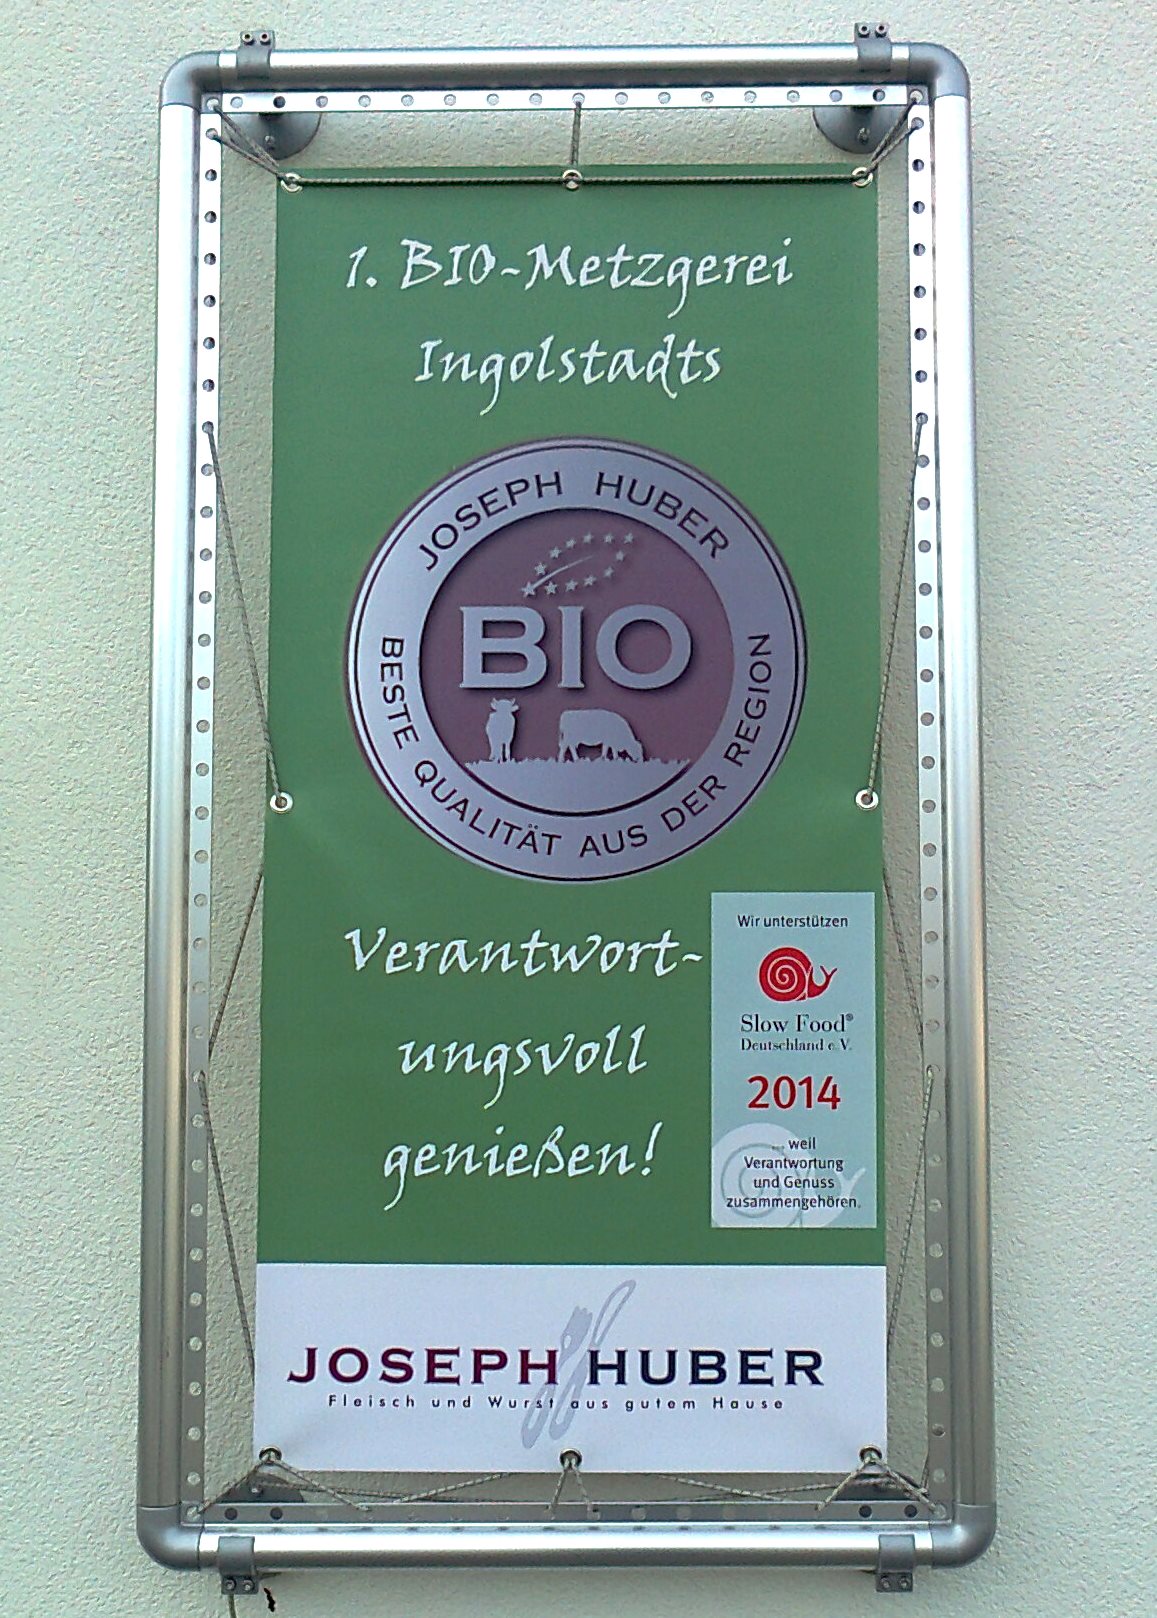 1. BIO-Metzgerei
Ingolstadts
JOSEPH HUBER
BIO
BESTE QUALITÄT AUS DER REGION
Verantwort-
ungsvoll
genießen!
Wir unterstützen
Slow Food®
Deutschland e.V.
2014
... weil
Verantwortung
und Genuss
zusammengehören.
JOSEPH HUBER
Fleisch und Wurst aus gutem Hause